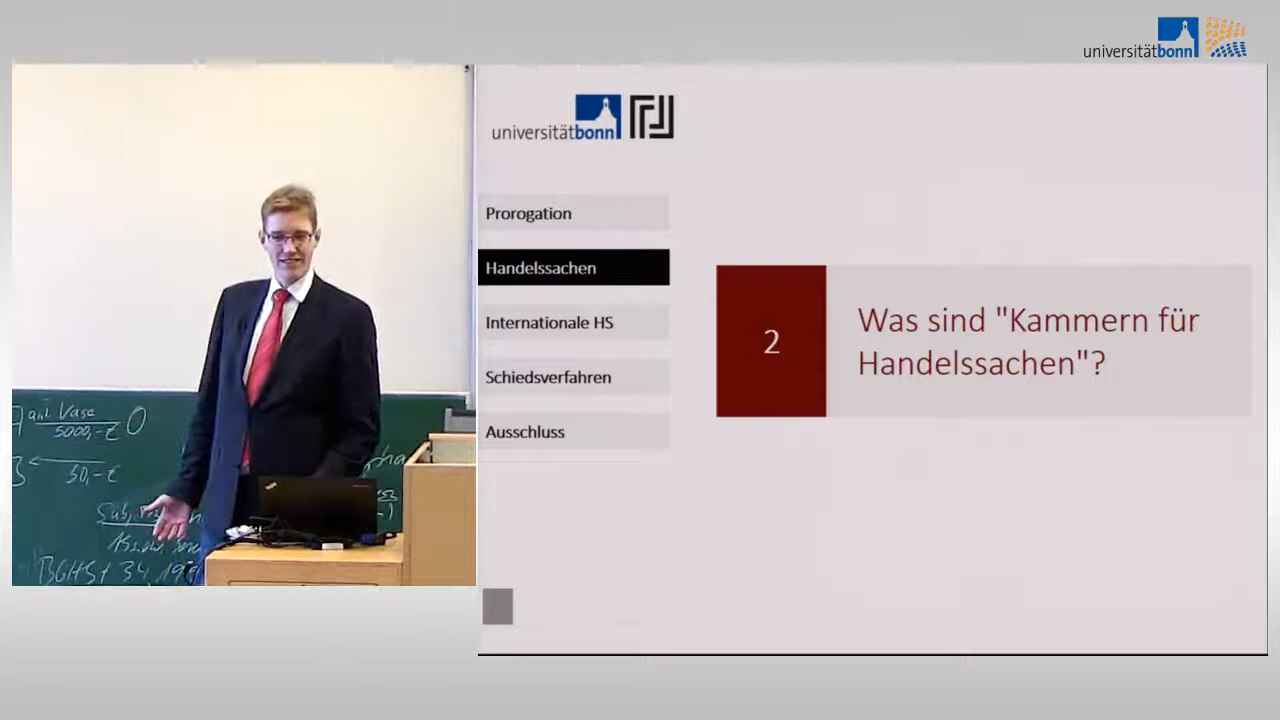 universitätbonn
universitätbonn
Prorogation
Handelssachen
Internationale HS
Schiedsverfahren
Ausschluss
2
Was sind "Kammern für
Handelssachen"?
Vase
5000,-€
50,-€
Subj.
BGHSt 34